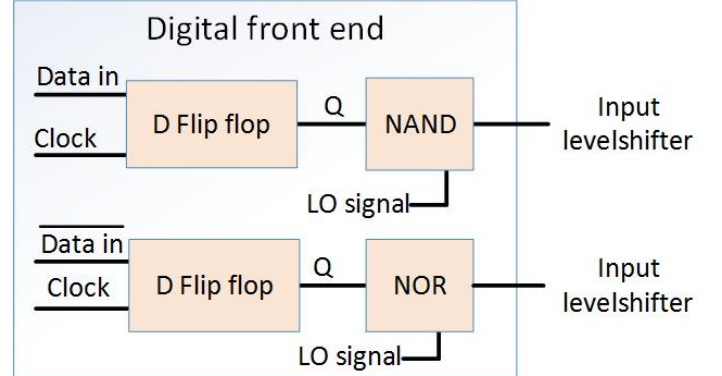 Digital front end
Data in
Clock
D Flip flop
Q
NAND
LO signal
Input
levelshifter
Data in
Clock
D Flip flop
Q
NOR
LO signal
Input
levelshifter